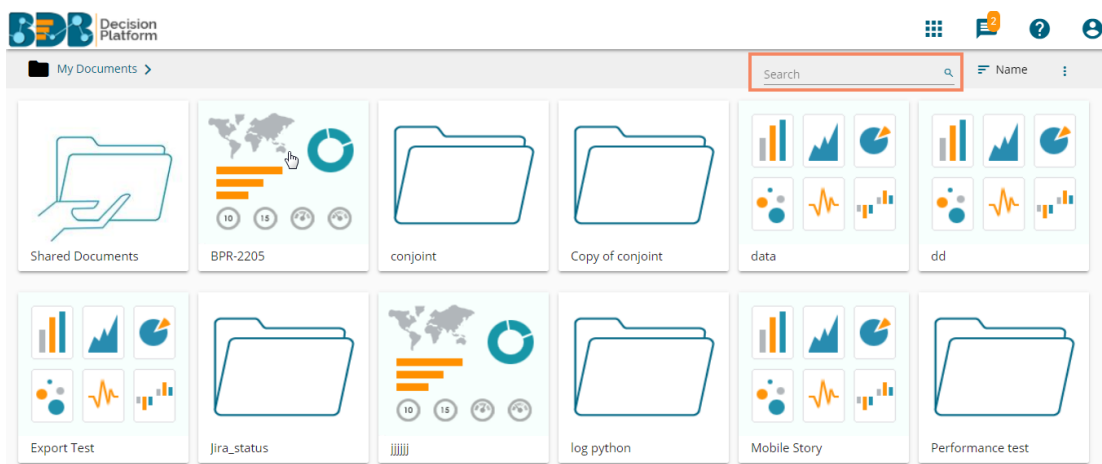 BDB Decision
Platform
2
My Documents
Search
Name
10 15
Shared Documents
BPR-2205
conjoint
Copy of conjoint
data
dd
10 15
Export Test
Jira_status
jjjjjj
log python
Mobile Story
Performance test